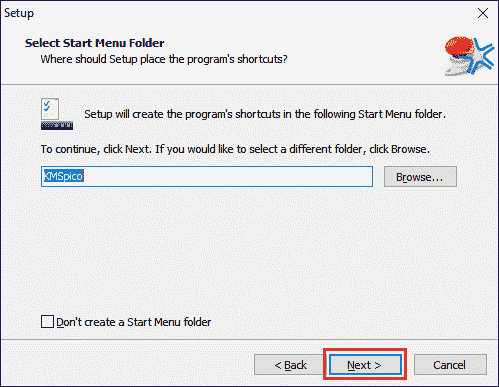 Setup
Select Start Menu Folder
Where should Setup place the program's shortcuts?
Setup will create the program's shortcuts in the following Start Menu folder.
To continue, click Next. If you would like to select a different folder, click Browse.
KMSpico
Browse...
Don't create a Start Menu folder
< Back
Next >
Cancel